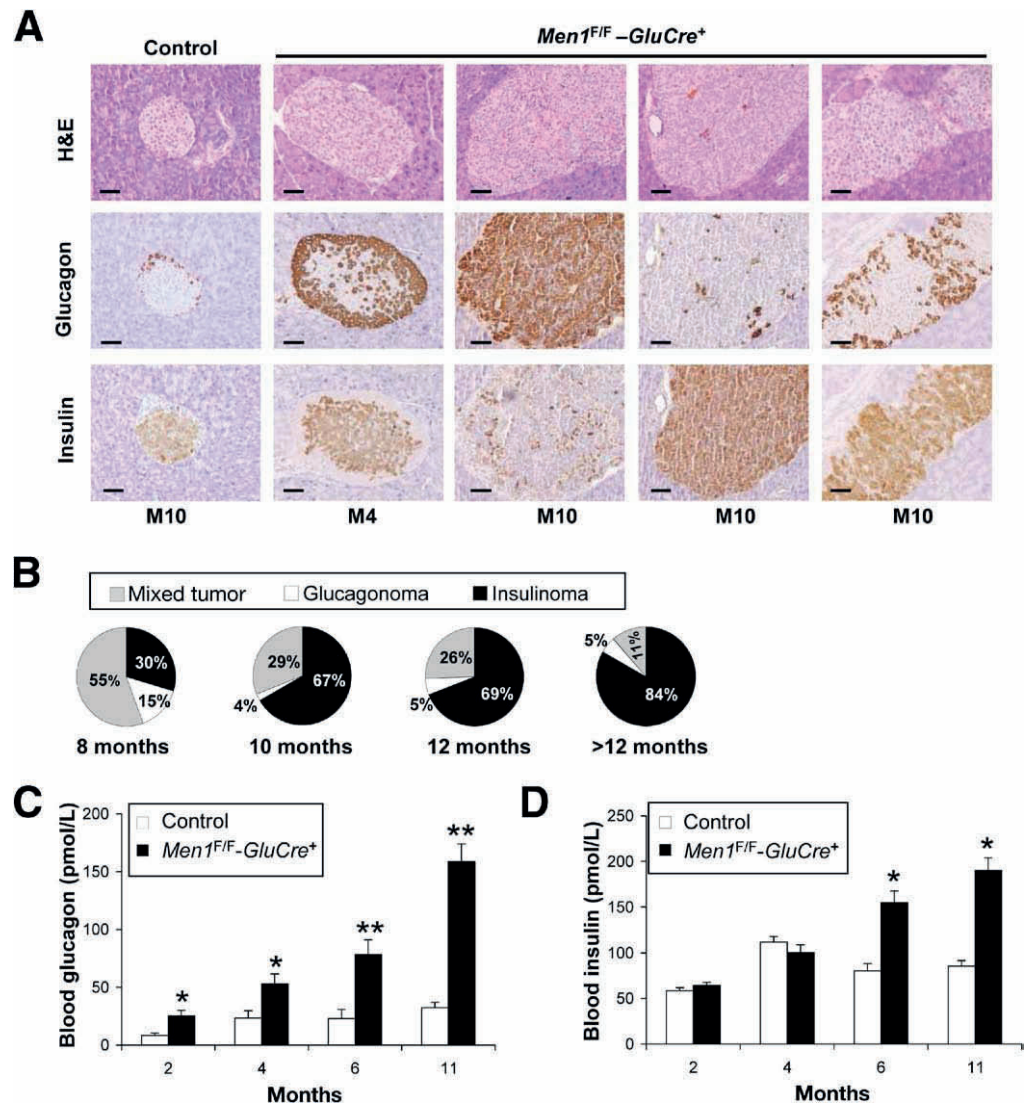 A
Control
Men1F/F –GluCre+
H&E
Glucagon
Insulin
M10
M4
M10
M10
M10
B
Mixed tumor
Glucagonoma
Insulinoma
55%
30%
15%
8 months
29%
67%
4%
10 months
26%
69%
5%
12 months
5%
11%
84%
>12 months
C
Blood glucagon (pmol/L)
200
150
100
50
0
Control
Men1F/F-GluCre+
*
*
**
**
2
4
6
11
Months
D
Blood insulin (pmol/L)
250
200
150
100
50
0
Control
Men1F/F-GluCre+
*
*
2
4
6
11
Months